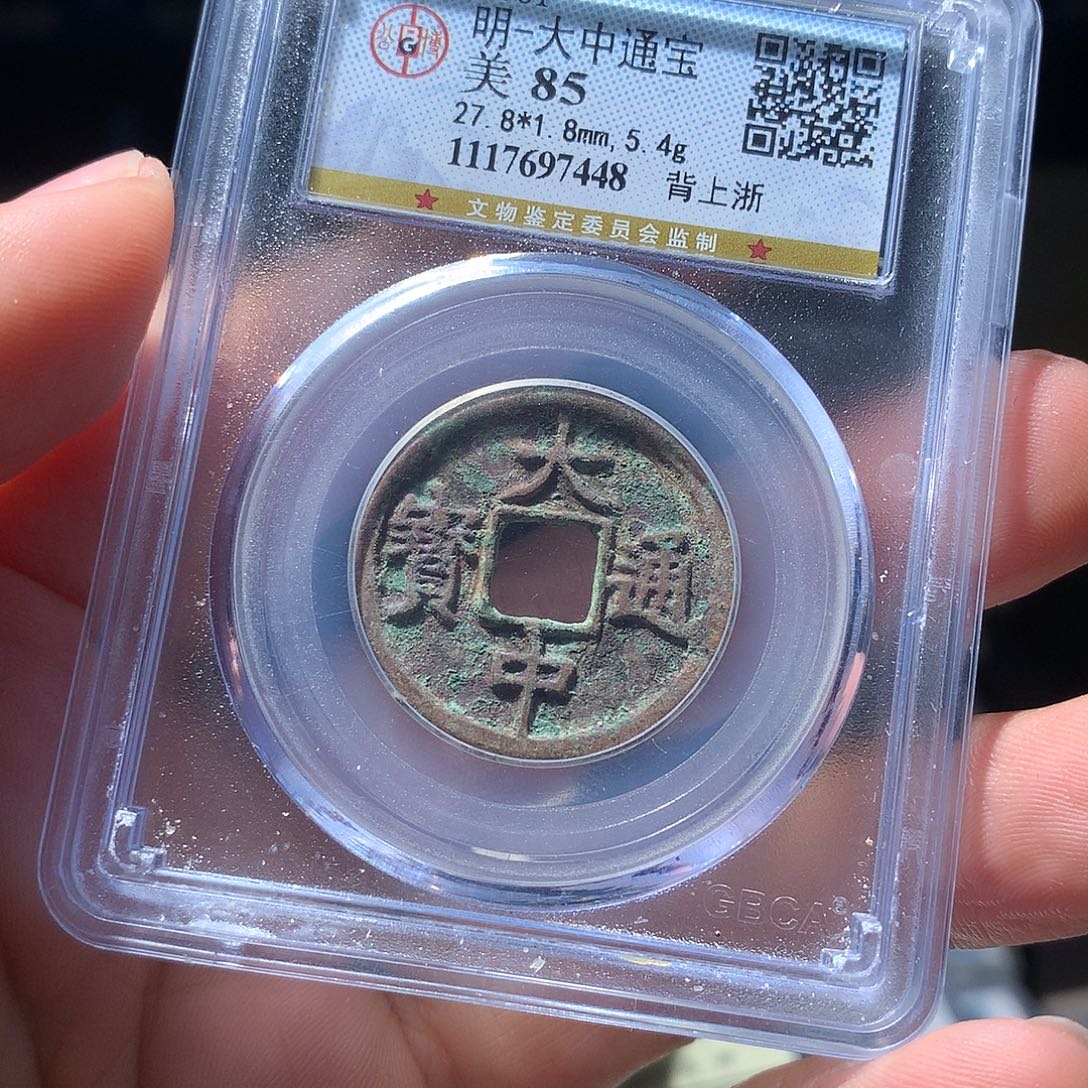 明-大中通宝
美 85
27.8*1.8mm,5.4g
1117697448 背上浙
文物鉴定委员会监制
大
寳 通
中
GBCA